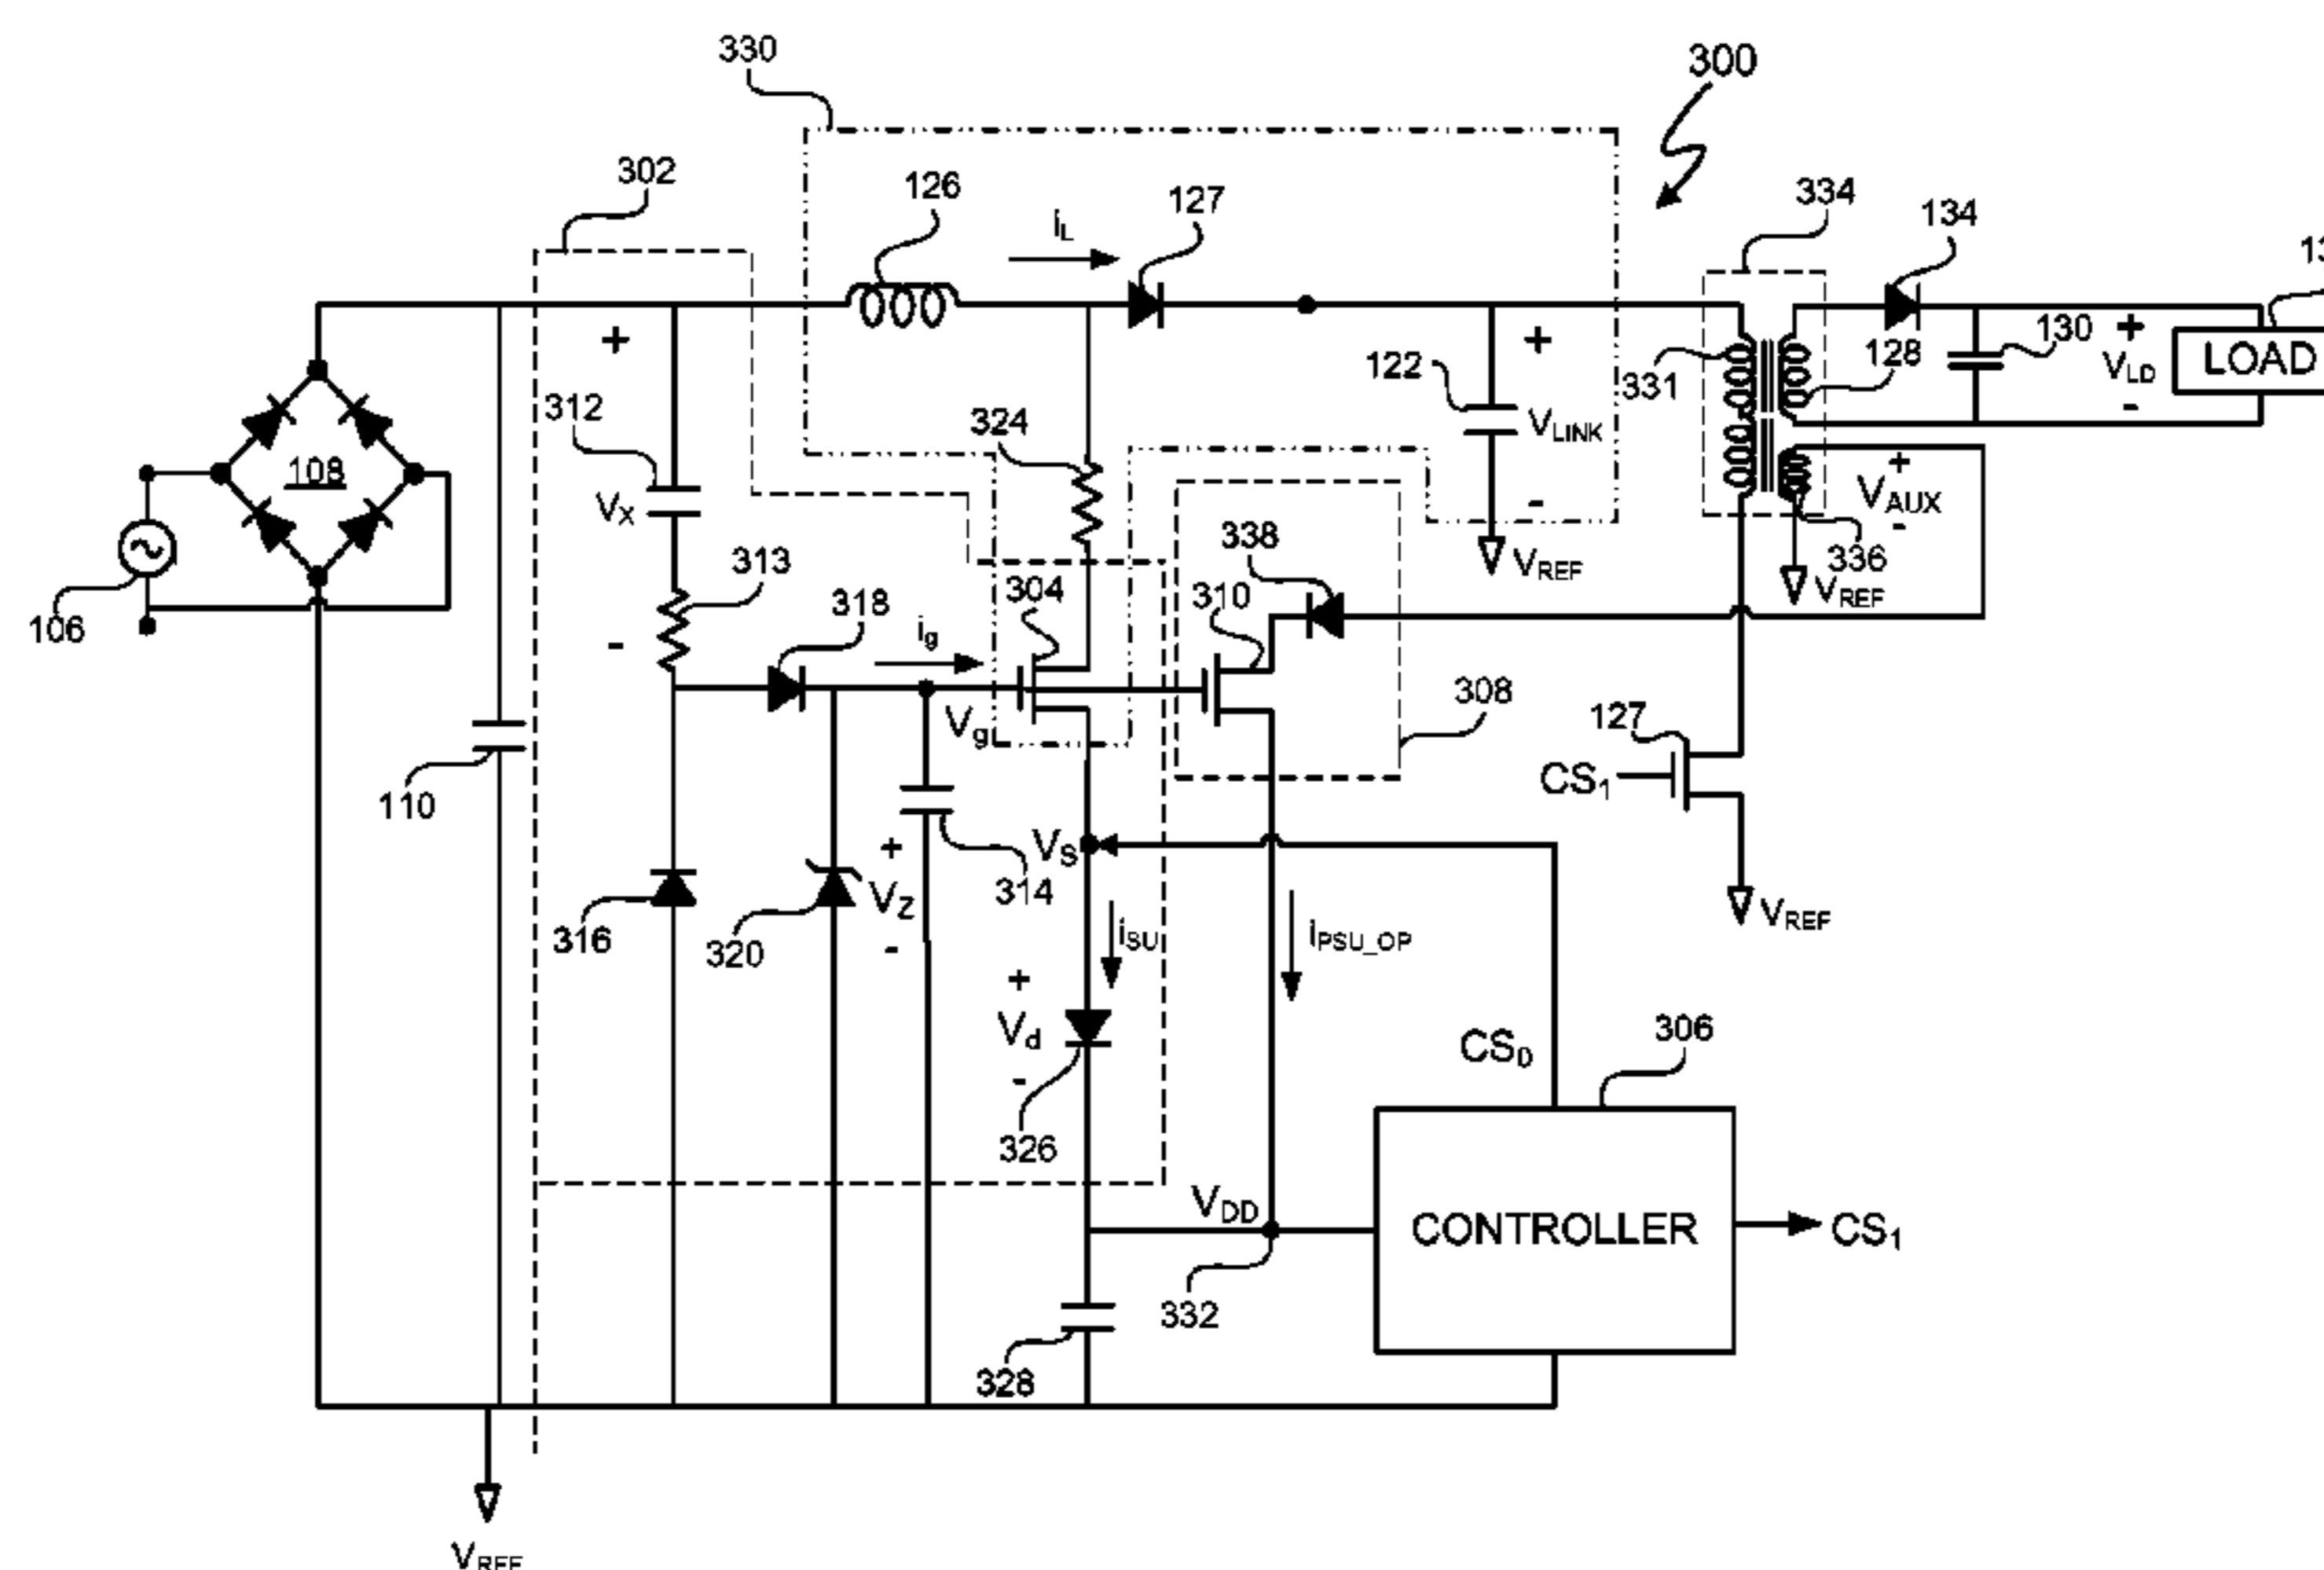 330
300
302
126
iL
127
334
134
13
+
312
VX
108
324
122
+
VLINK
-
VREF
331
128
130
+
VLD
-
LOAD
+
VAUX
-
336
VREF
106
313
-
318
ig
304
338
310
308
Vg
127
CS1
VREF
110
316
320
+
VZ
-
314
VS
iSU
iPSU_OP
+
Vd
-
326
CS0
306
VDD
CONTROLLER
CS1
332
328
VREF